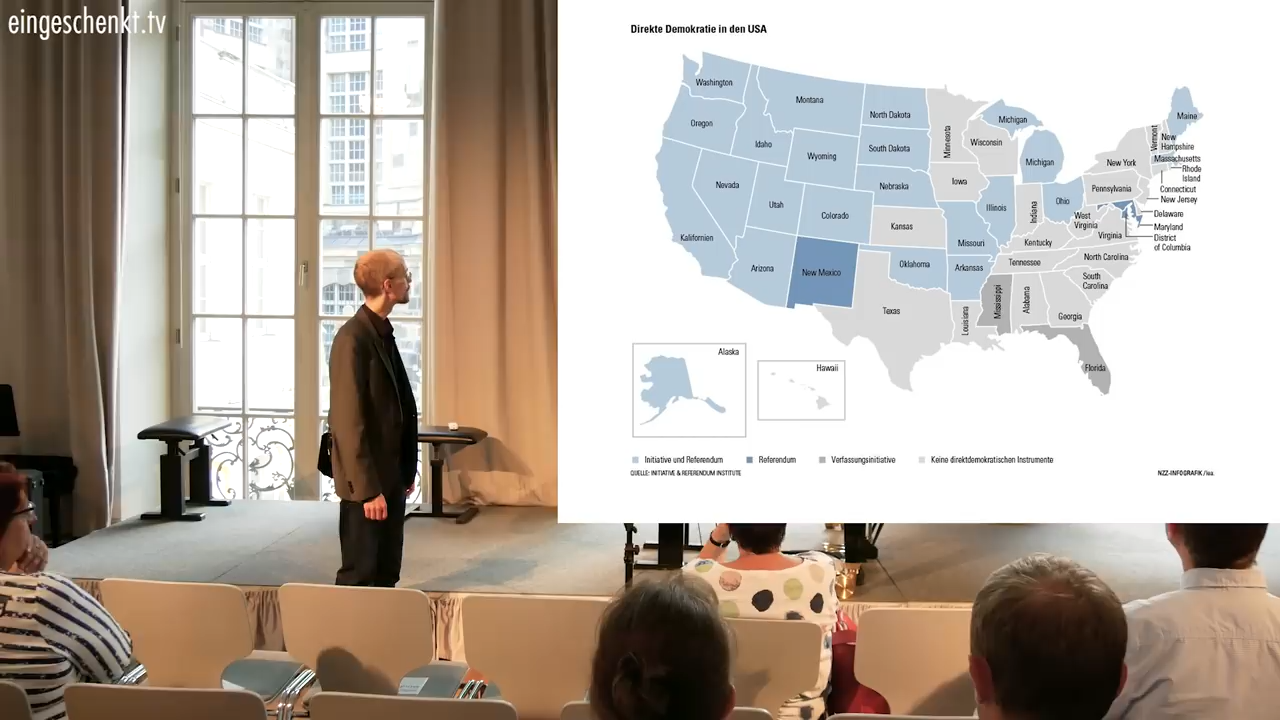 eingeschenkt.tv
Direkte Demokratie in den USA
Washington
Oregon
Idaho
Montana
Wyoming
North Dakota
South Dakota
Nebraska
Nevada
Utah
Colorado
Kalifornien
Arizona
New Mexico
Kansas
Oklahoma
Texas
Minnesota
Wisconsin
Iowa
Illinois
Missouri
Arkansas
Louisiana
Mississippi
Alabama
Michigan
Michigan
Indiana
Ohio
Kentucky
Tennessee
West
Virginia
Virginia
North Carolina
South
Carolina
Georgia
Florida
Pennsylvania
New York
Vermont
Maine
New
Hampshire
Massachusetts
Rhode
Island
Connecticut
New Jersey
Delaware
Maryland
District
of Columbia
Alaska
Hawaii
Initiative und Referendum
Referendum
Verfassungsinitiative
Keine direktdemokratischen Instrumente
QUELLE: INITIATIVE & REFERENDUM INSTITUTE
NZZ-INFOGRAFIK/lea.